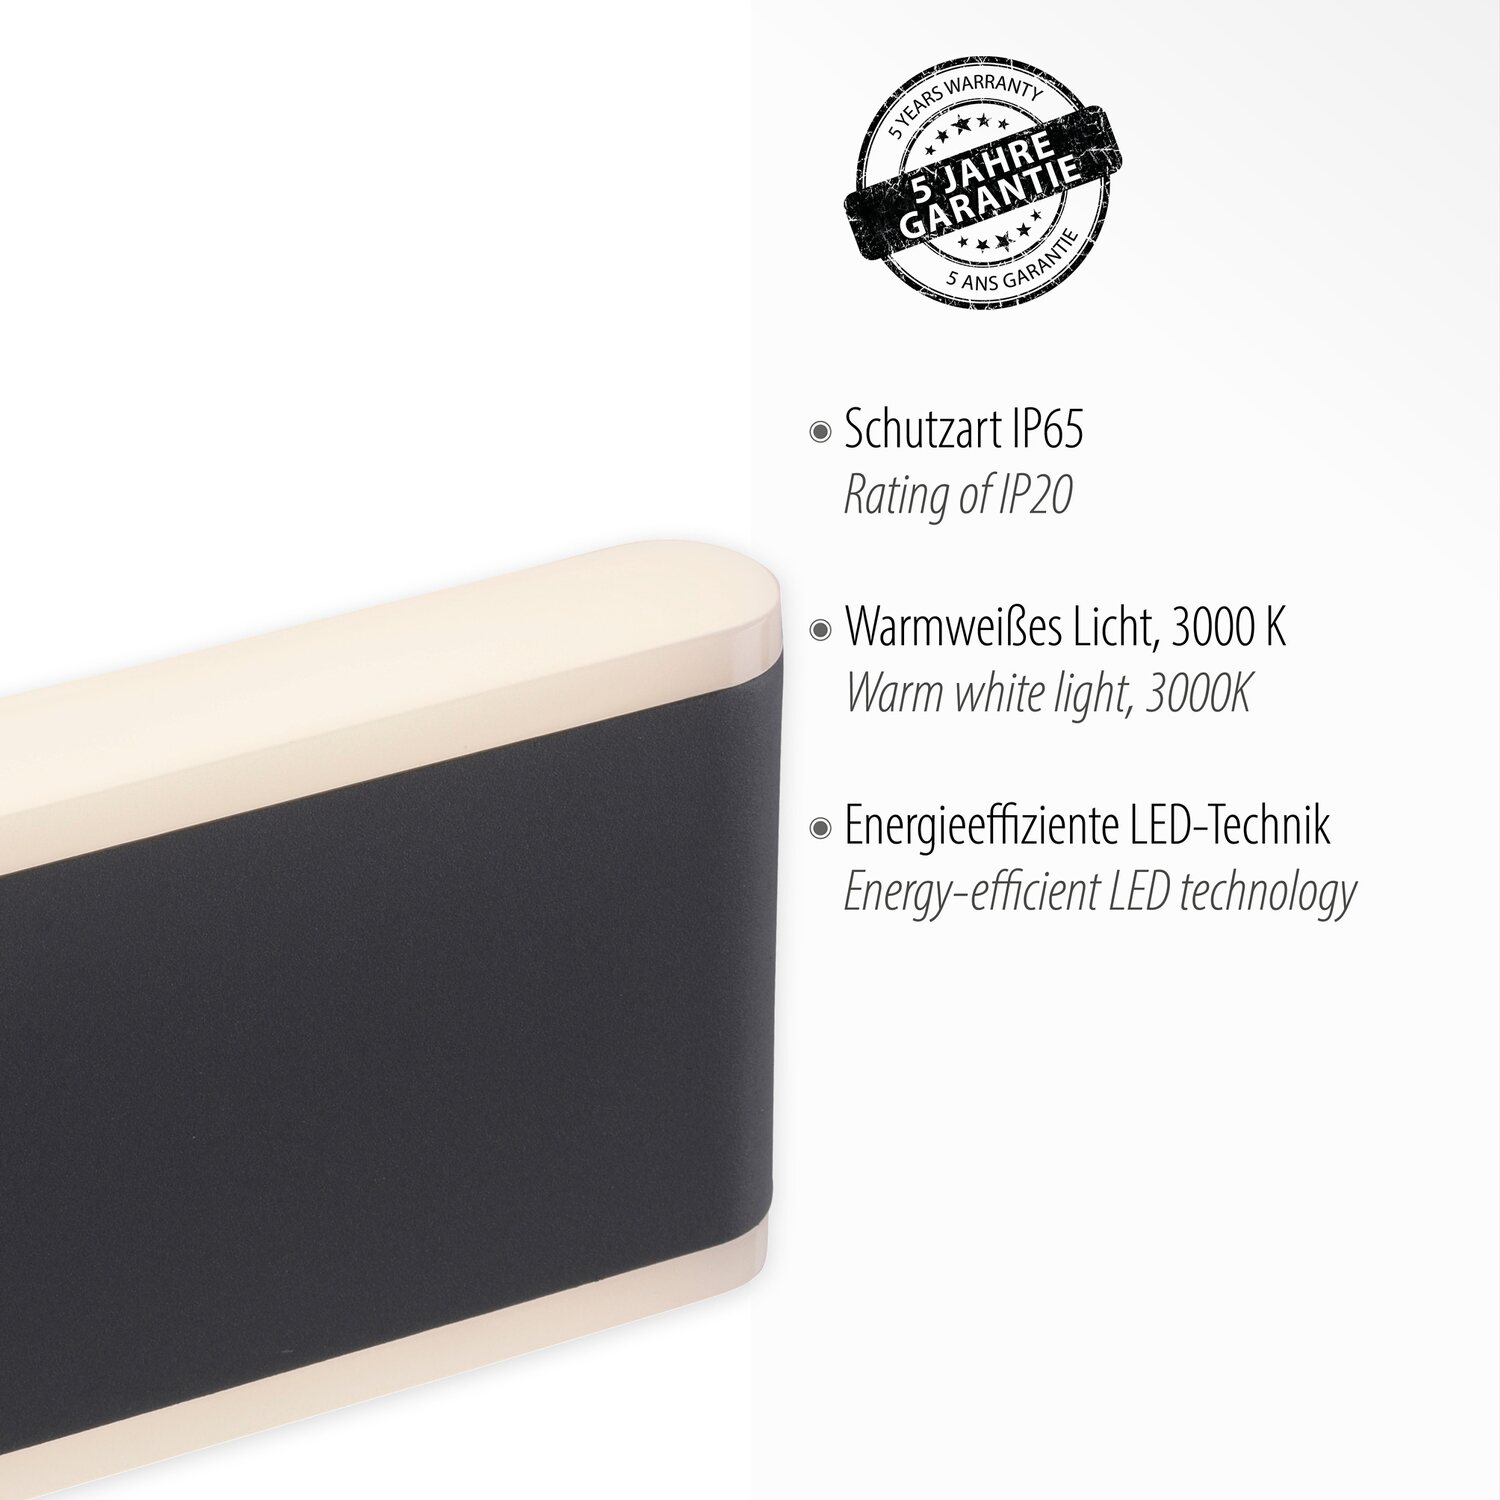 5 YEARS WARRANTY
5 JAHRE
GARANTIE
5 ANS GARANTIE
Schutzart IP65
Rating of IP20
Warmweißes Licht, 3000 K
Warm white light, 3000K
Energieeffiziente LED-Technik
Energy-efficient LED technology